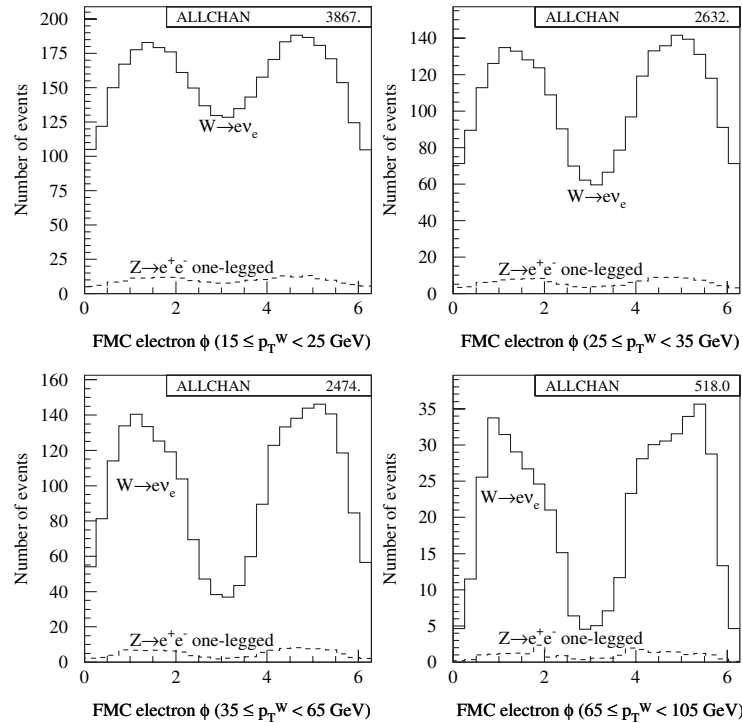 ALLCHAN 3867.
Number of events
200
175
150
125
100
75
50
25
0
W→eνₑ
Z→e⁺e⁻ one-legged
0 2 4 6
FMC electron ϕ (15 ≤ p_T^W < 25 GeV)
ALLCHAN 2632.
Number of events
140
120
100
80
60
40
20
0
W→eνₑ
Z→e⁺e⁻ one-legged
0 2 4 6
FMC electron ϕ (25 ≤ p_T^W < 35 GeV)
ALLCHAN 2474.
Number of events
160
140
120
100
80
60
40
20
0
W→eνₑ
Z→e⁺e⁻ one-legged
0 2 4 6
FMC electron ϕ (35 ≤ p_T^W < 65 GeV)
ALLCHAN 518.0
Number of events
35
30
25
20
15
10
5
0
W→eνₑ
Z→e⁺e⁻ one-legged
0 2 4 6
FMC electron ϕ (65 ≤ p_T^W < 105 GeV)